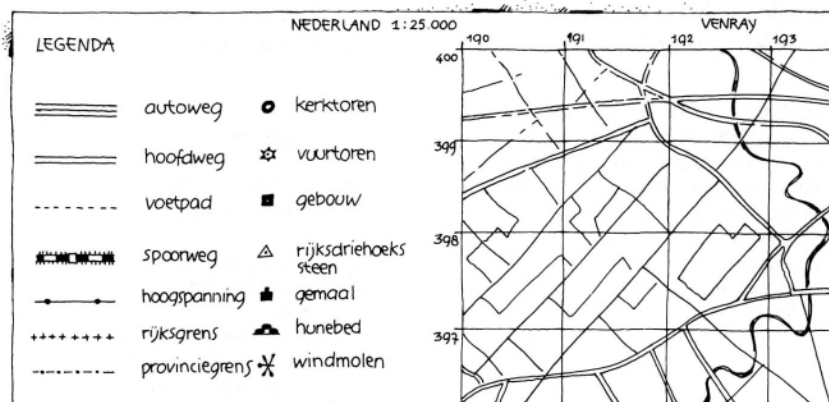 NEDERLAND 1:25.000
VENRAY
LEGENDA
autoweg
hoofdweg
voetpad
spoorweg
hoogspanning
rijksgrens
provinciegrens
kerktoren
vuurtoren
gebouw
rijksdriehoeks
steen
gemaal
hunebed
windmolen
190 191 192 193
400
399
398
397